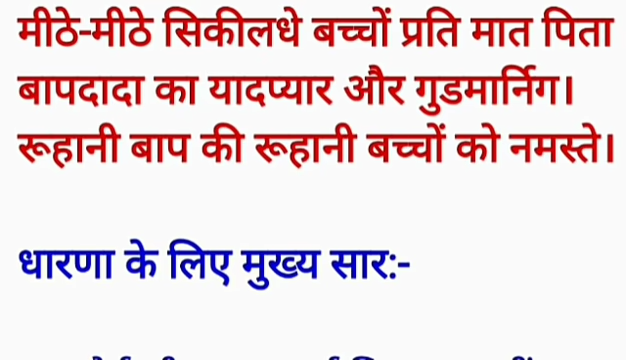 मीठे-मीठे सिकीलधे बच्चों प्रति मात पिता
बापदादा का यादप्यार और गुडमार्निग।
रूहानी बाप की रूहानी बच्चों को नमस्ते।
धारणा के लिए मुख्य सार:-